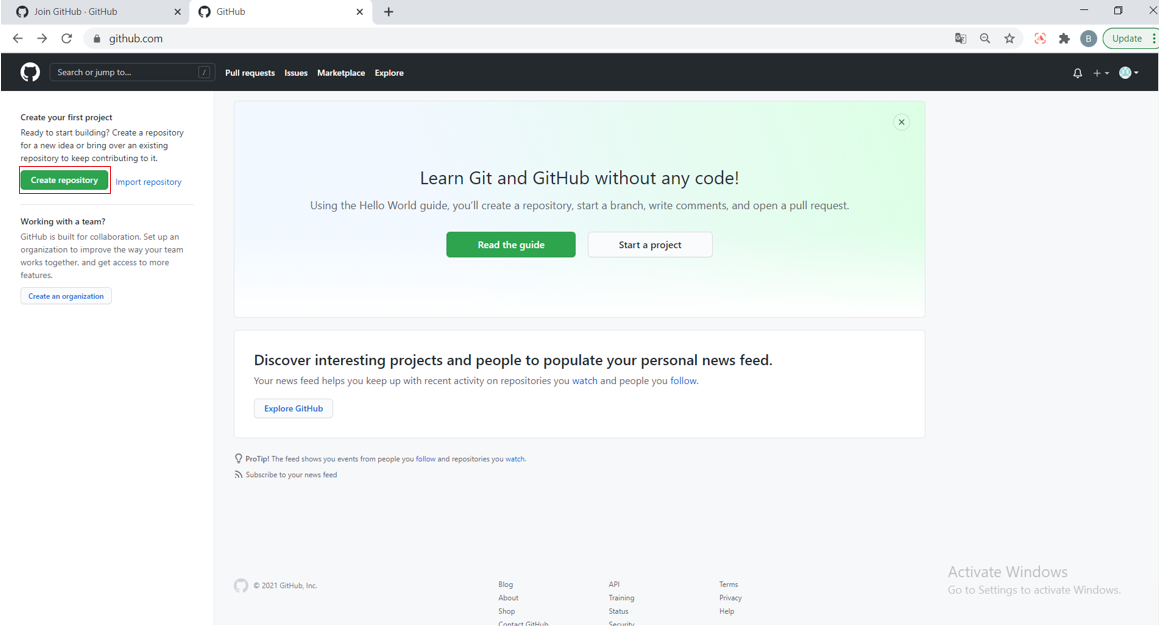 Join GitHub · GitHub
GitHub
github.com
B
Update
Search or jump to...
/
Pull requests
Issues
Marketplace
Explore
Create your first project
Ready to start building? Create a repository
for a new idea or bring over an existing
repository to keep contributing to it.
Create repository
Import repository
Working with a team?
GitHub is built for collaboration. Set up an
organization to improve the way your team
works together, and get access to more
features.
Create an organization
Learn Git and GitHub without any code!
Using the Hello World guide, you'll create a repository, start a branch, write comments, and open a pull request.
Read the guide
Start a project
Discover interesting projects and people to populate your personal news feed.
Your news feed helps you keep up with recent activity on repositories you watch and people you follow.
Explore GitHub
ProTip! The feed shows you events from people you follow and repositories you watch.
Subscribe to your news feed
© 2021 GitHub, Inc.
Blog
About
Shop
Contact GitHub
API
Training
Status
Security
Terms
Privacy
Help
Activate Windows
Go to Settings to activate Windows.